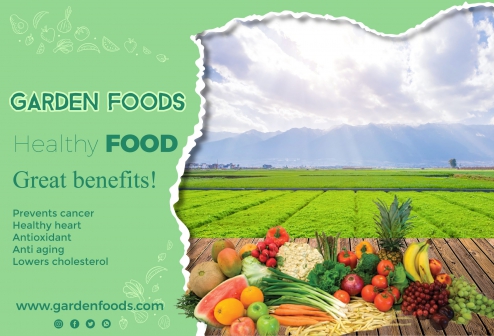 GARDEN FOODS
Healthy FOOD
Great benefits!
Prevents cancer
Healthy heart
Antioxidant
Anti aging
Lowers cholesterol
www.gardenfoods.com